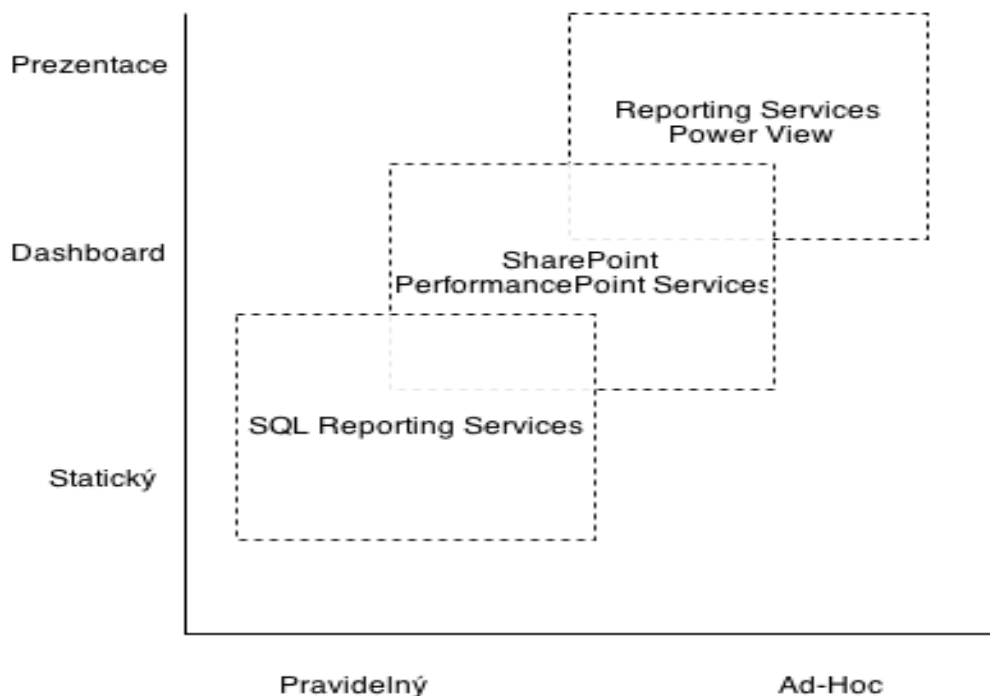 Prezentace
Reporting Services
Power View
Dashboard
SharePoint
PerformancePoint Services
SQL Reporting Services
Statický
Pravidelný
Ad-Hoc